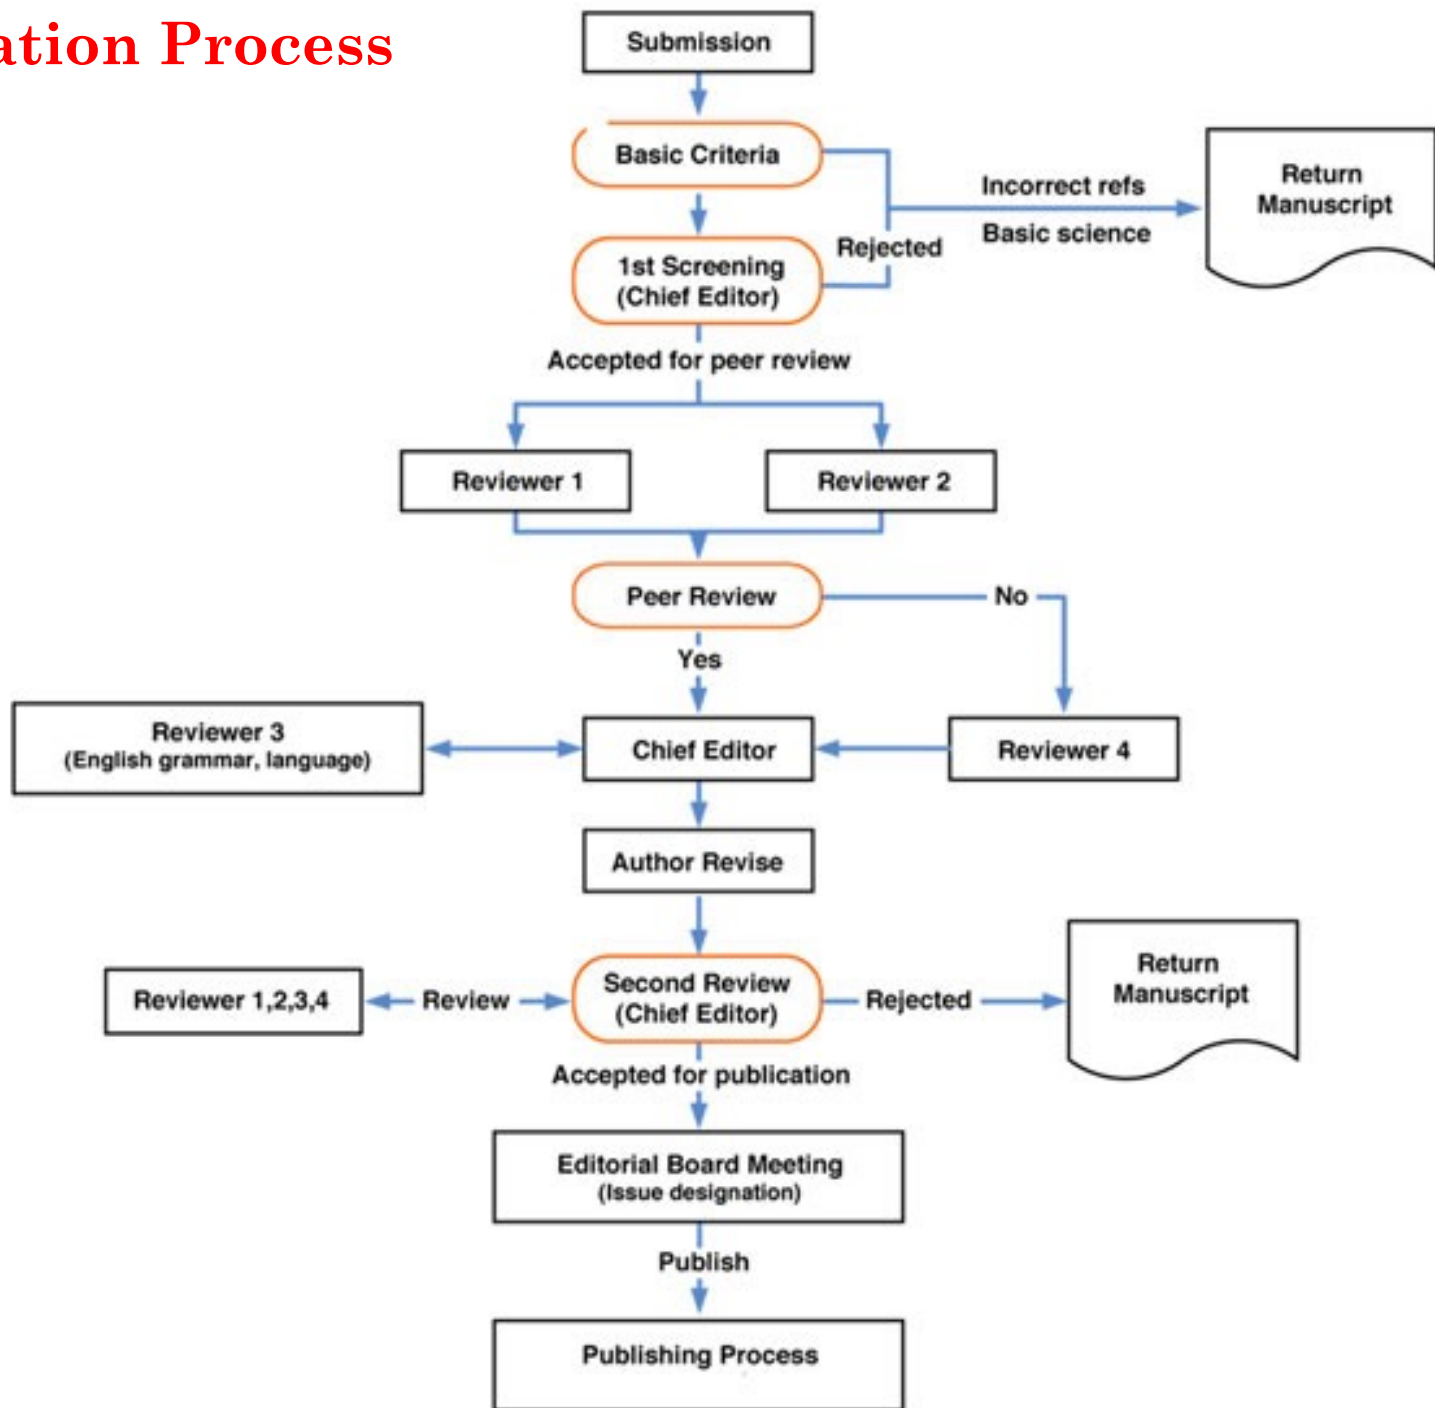 ation Process
Submission
Basic Criteria
Incorrect refs
Basic science
Return
Manuscript
Rejected
1st Screening
(Chief Editor)
Accepted for peer review
Reviewer 1
Reviewer 2
Peer Review
No
Yes
Reviewer 3
(English grammar, language)
Chief Editor
Reviewer 4
Author Revise
Reviewer 1,2,3,4
Review
Second Review
(Chief Editor)
Rejected
Return
Manuscript
Accepted for publication
Editorial Board Meeting
(Issue designation)
Publish
Publishing Process